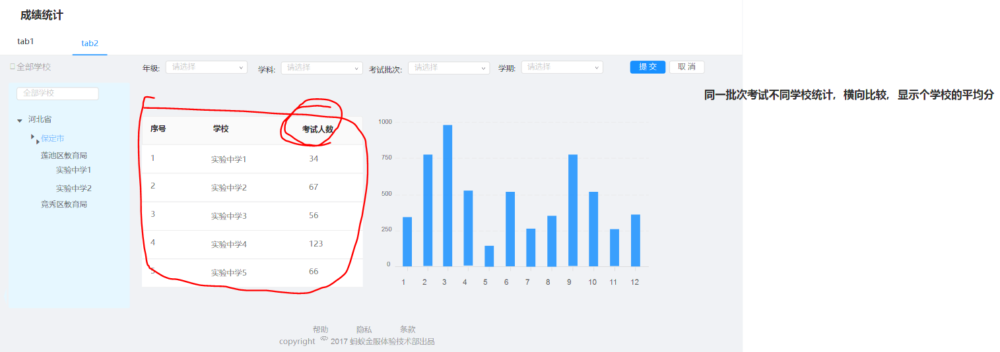 成绩统计
tab1 tab2
全部学校 年级: 请选择 学科: 请选择 考试批次: 请选择 学期: 请选择 提 交 取 消
全部学校
同一批次考试不同学校统计，横向比较，显示个学校的平均分
河北省
保定市
莲池区教育局
实验中学1
实验中学2
竞秀区教育局
序号 学校 考试人数
1 实验中学1 34
2 实验中学2 67
3 实验中学3 56
4 实验中学4 123
5 实验中学5 66
1000
750
500
250
0
1 2 3 4 5 6 7 8 9 10 11 12
帮助 隐私 条款
copyright 2017 蚂蚁金服体验技术部出品